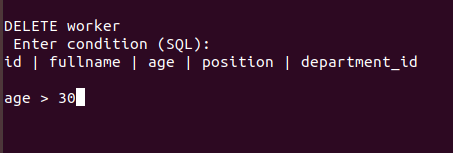 DELETE worker
Enter condition (SQL):
id | fullname | age | position | department_id
age > 30